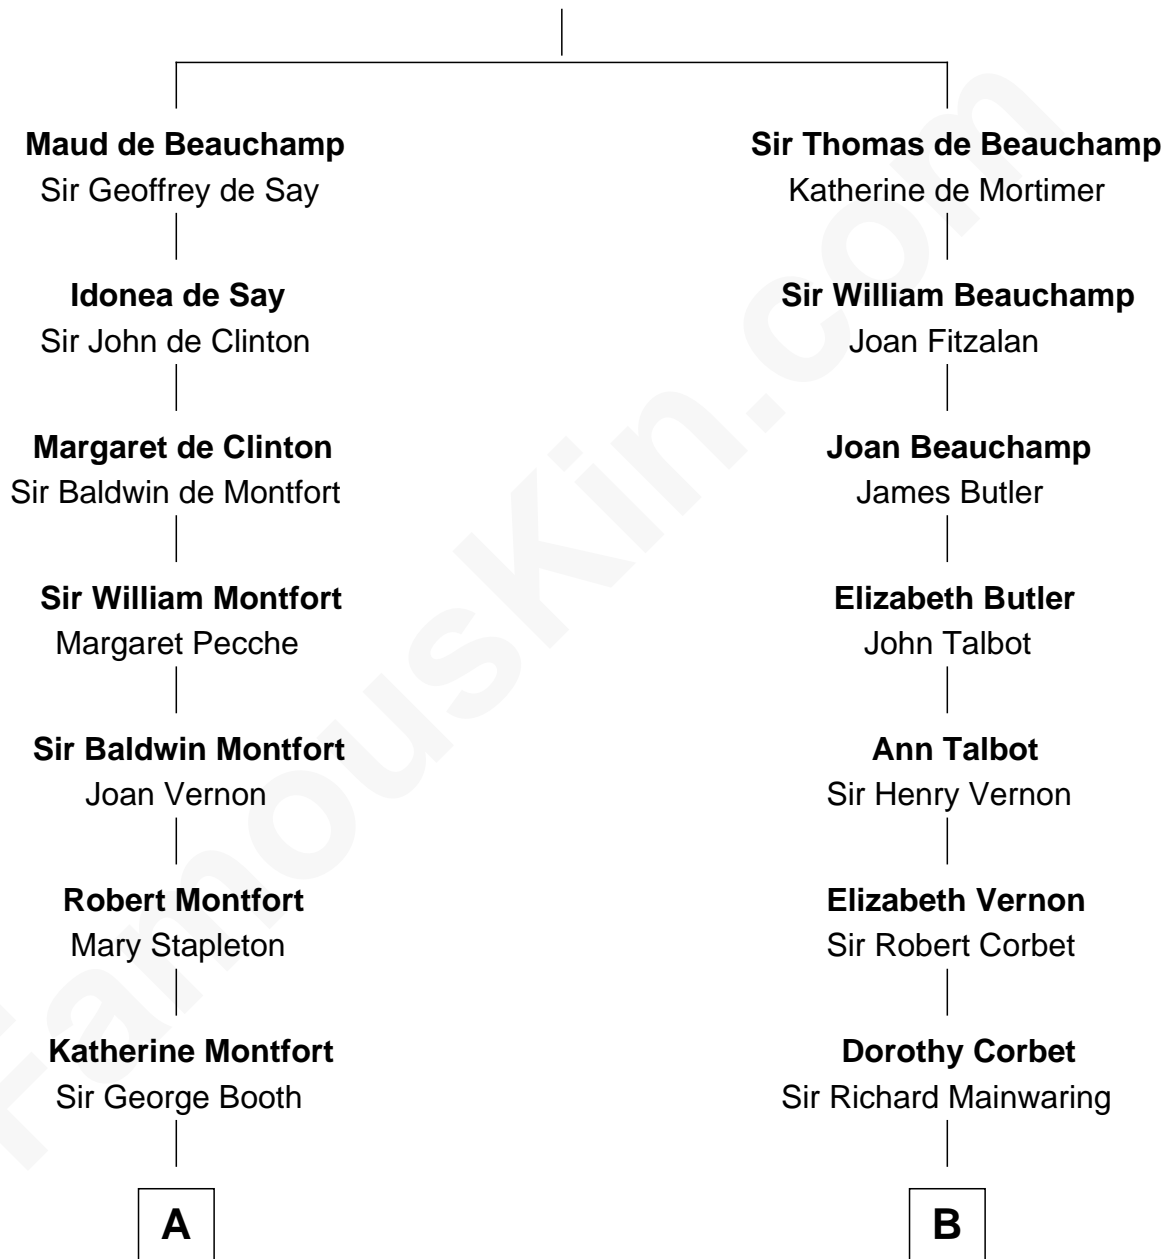 Maud de Beauchamp
Sir Geoffrey de Say
Idonea de Say
Sir John de Clinton
Margaret de Clinton
Sir Baldwin de Montfort
Sir William Montfort
Margaret Pecche
Sir Baldwin Montfort
Joan Vernon
Robert Montfort
Mary Stapleton
Katherine Montfort
Sir George Booth
A
Sir Thomas de Beauchamp
Katherine de Mortimer
Sir William Beauchamp
Joan Fitzalan
Joan Beauchamp
James Butler
Elizabeth Butler
John Talbot
Ann Talbot
Sir Henry Vernon
Elizabeth Vernon
Sir Robert Corbet
Dorothy Corbet
Sir Richard Mainwaring
B
FamousKin.com